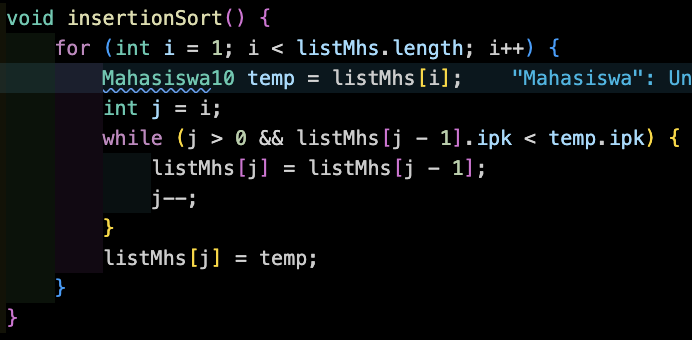 void insertionSort() {
for (int i = 1; i < listMhs.length; i++) {
Mahasiswa10 temp = listMhs[i]; "Mahasiswa": Un
int j = i;
while (j > 0 && listMhs[j - 1].ipk < temp.ipk) {
listMhs[j] = listMhs[j - 1];
j--;
}
listMhs[j] = temp;
}
}